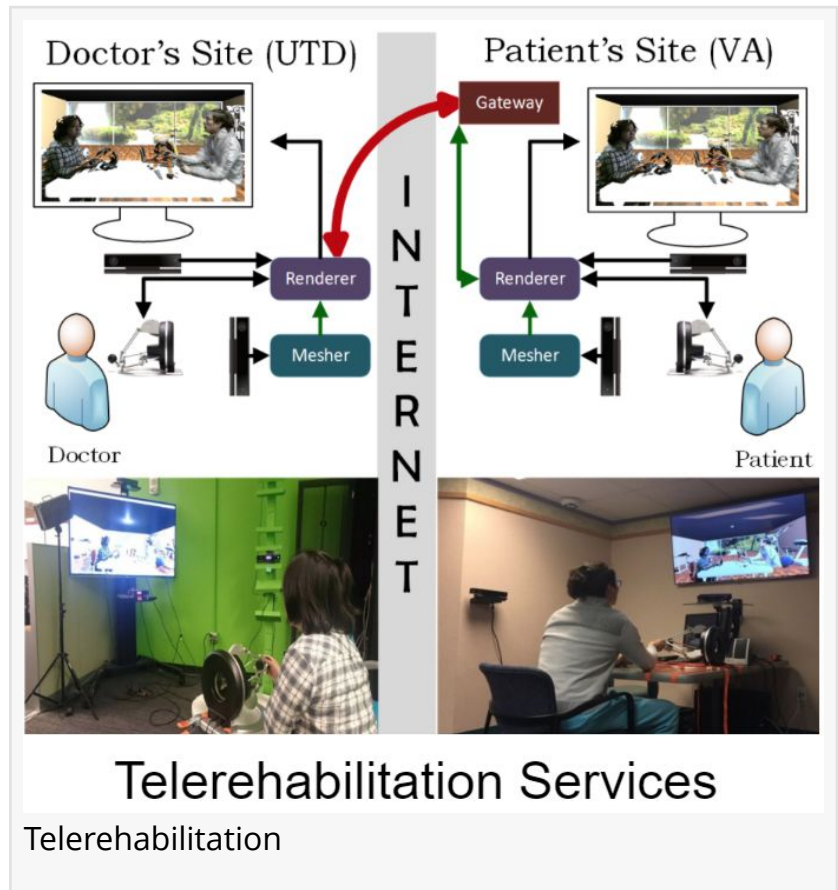 Doctor's Site (UTD)
Patient's Site (VA)
Gateway
INTERNET
Renderer
Mesher
Doctor
Renderer
Mesher
Patient
Telerehabilitation Services
Telerehabilitation